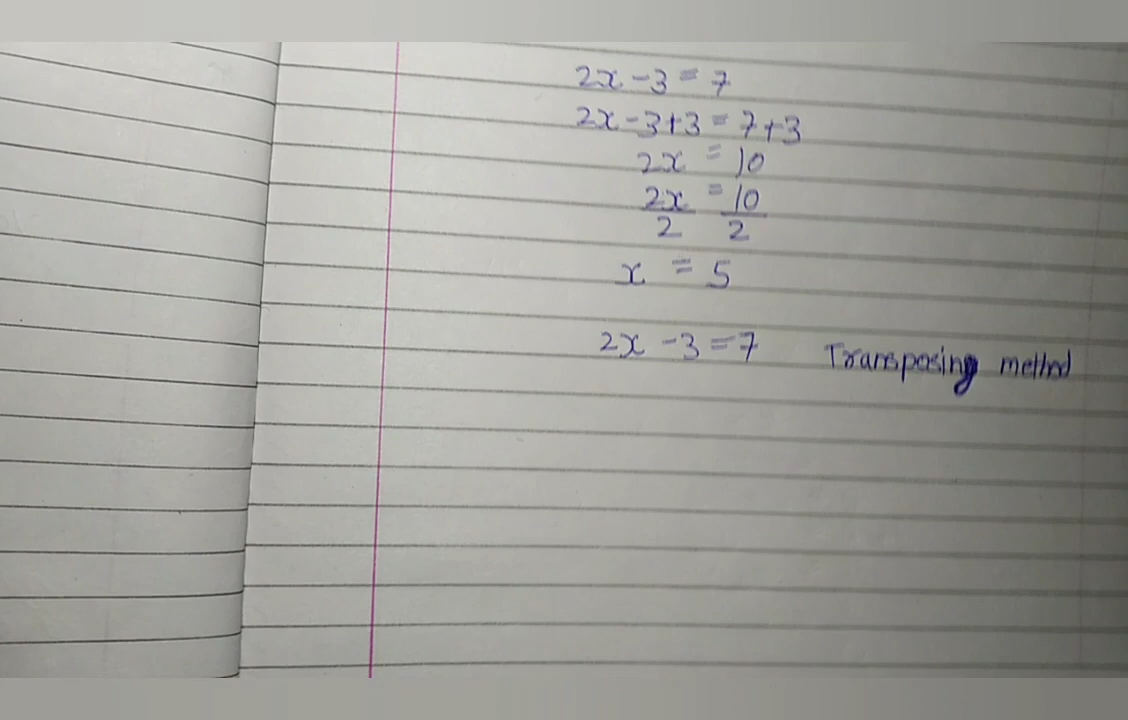 2x - 3 = 7
2x - 3 + 3 = 7 + 3
2x = 10
2x = 10
2 2
x = 5
2x - 3 = 7 Transposing method